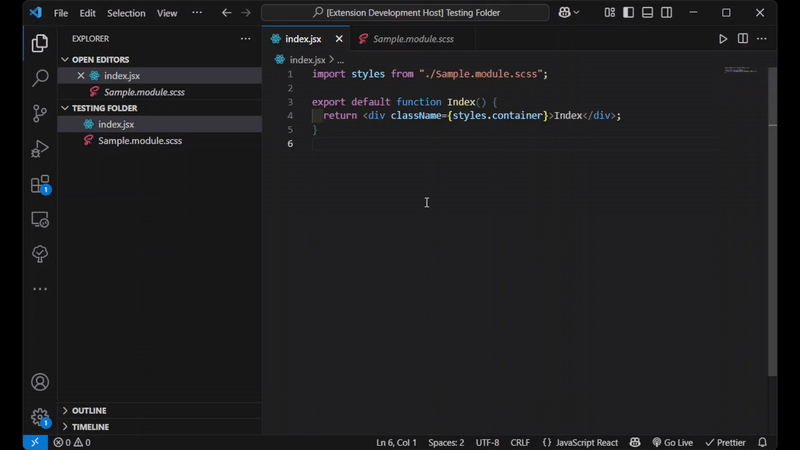 File Edit Selection View ··· [Extension Development Host] Testing Folder
EXPLORER ···
OPEN EDITORS
index.jsx
Sample.module.scss
TESTING FOLDER
index.jsx
Sample.module.scss
OUTLINE
TIMELINE
1
1
index.jsx Sample.module.scss
index.jsx > ...
1 import styles from "./Sample.module.scss";
2
3 export default function Index() {
4 return <div className={styles.container}>Index</div>;
5 }
6
0 0 Ln 6, Col 1 Spaces: 2 UTF-8 CRLF {} JavaScript React Go Live Prettier